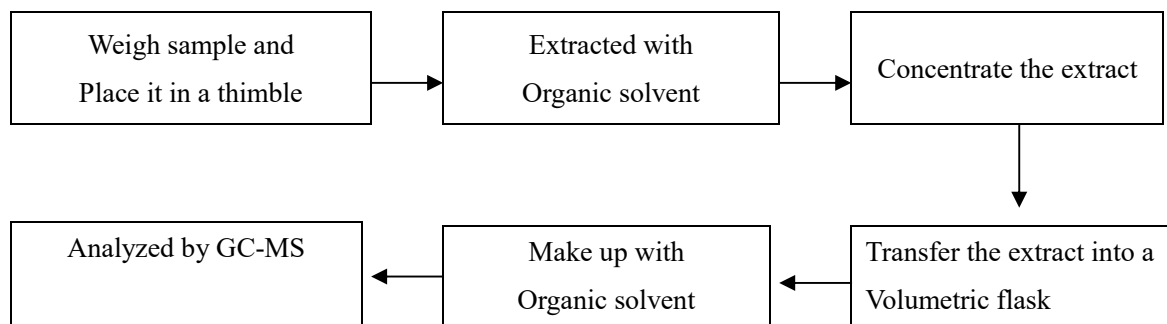 Weigh sample and
Place it in a thimble
Extracted with
Organic solvent
Concentrate the extract
Transfer the extract into a
Volumetric flask
Make up with
Organic solvent
Analyzed by GC-MS